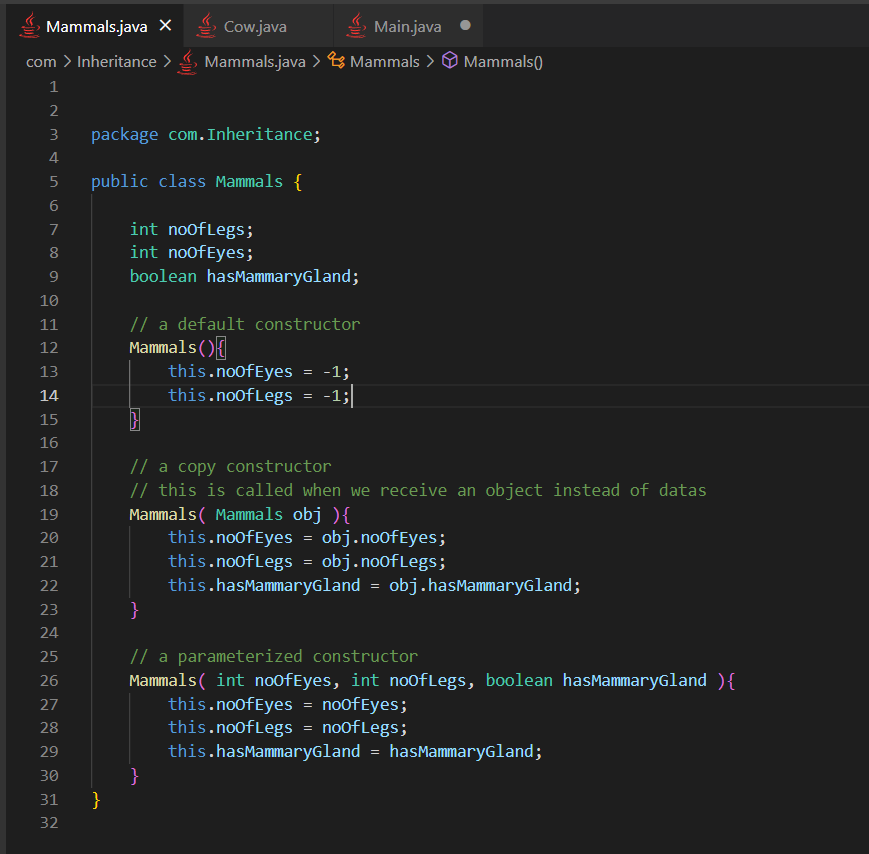 Mammals.java × Cow.java Main.java ●
com > Inheritance > Mammals.java > Mammals > Mammals()
1
2
3 package com.Inheritance;
4
5 public class Mammals {
6
7 int noOfLegs;
8 int noOfEyes;
9 boolean hasMammaryGland;
10
11 // a default constructor
12 Mammals(){
13 this.noOfEyes = -1;
14 this.noOfLegs = -1;
15 }
16
17 // a copy constructor
18 // this is called when we receive an object instead of datas
19 Mammals( Mammals obj ){
20 this.noOfEyes = obj.noOfEyes;
21 this.noOfLegs = obj.noOfLegs;
22 this.hasMammaryGland = obj.hasMammaryGland;
23 }
24
25 // a parameterized constructor
26 Mammals( int noOfEyes, int noOfLegs, boolean hasMammaryGland ){
27 this.noOfEyes = noOfEyes;
28 this.noOfLegs = noOfLegs;
29 this.hasMammaryGland = hasMammaryGland;
30 }
31 }
32